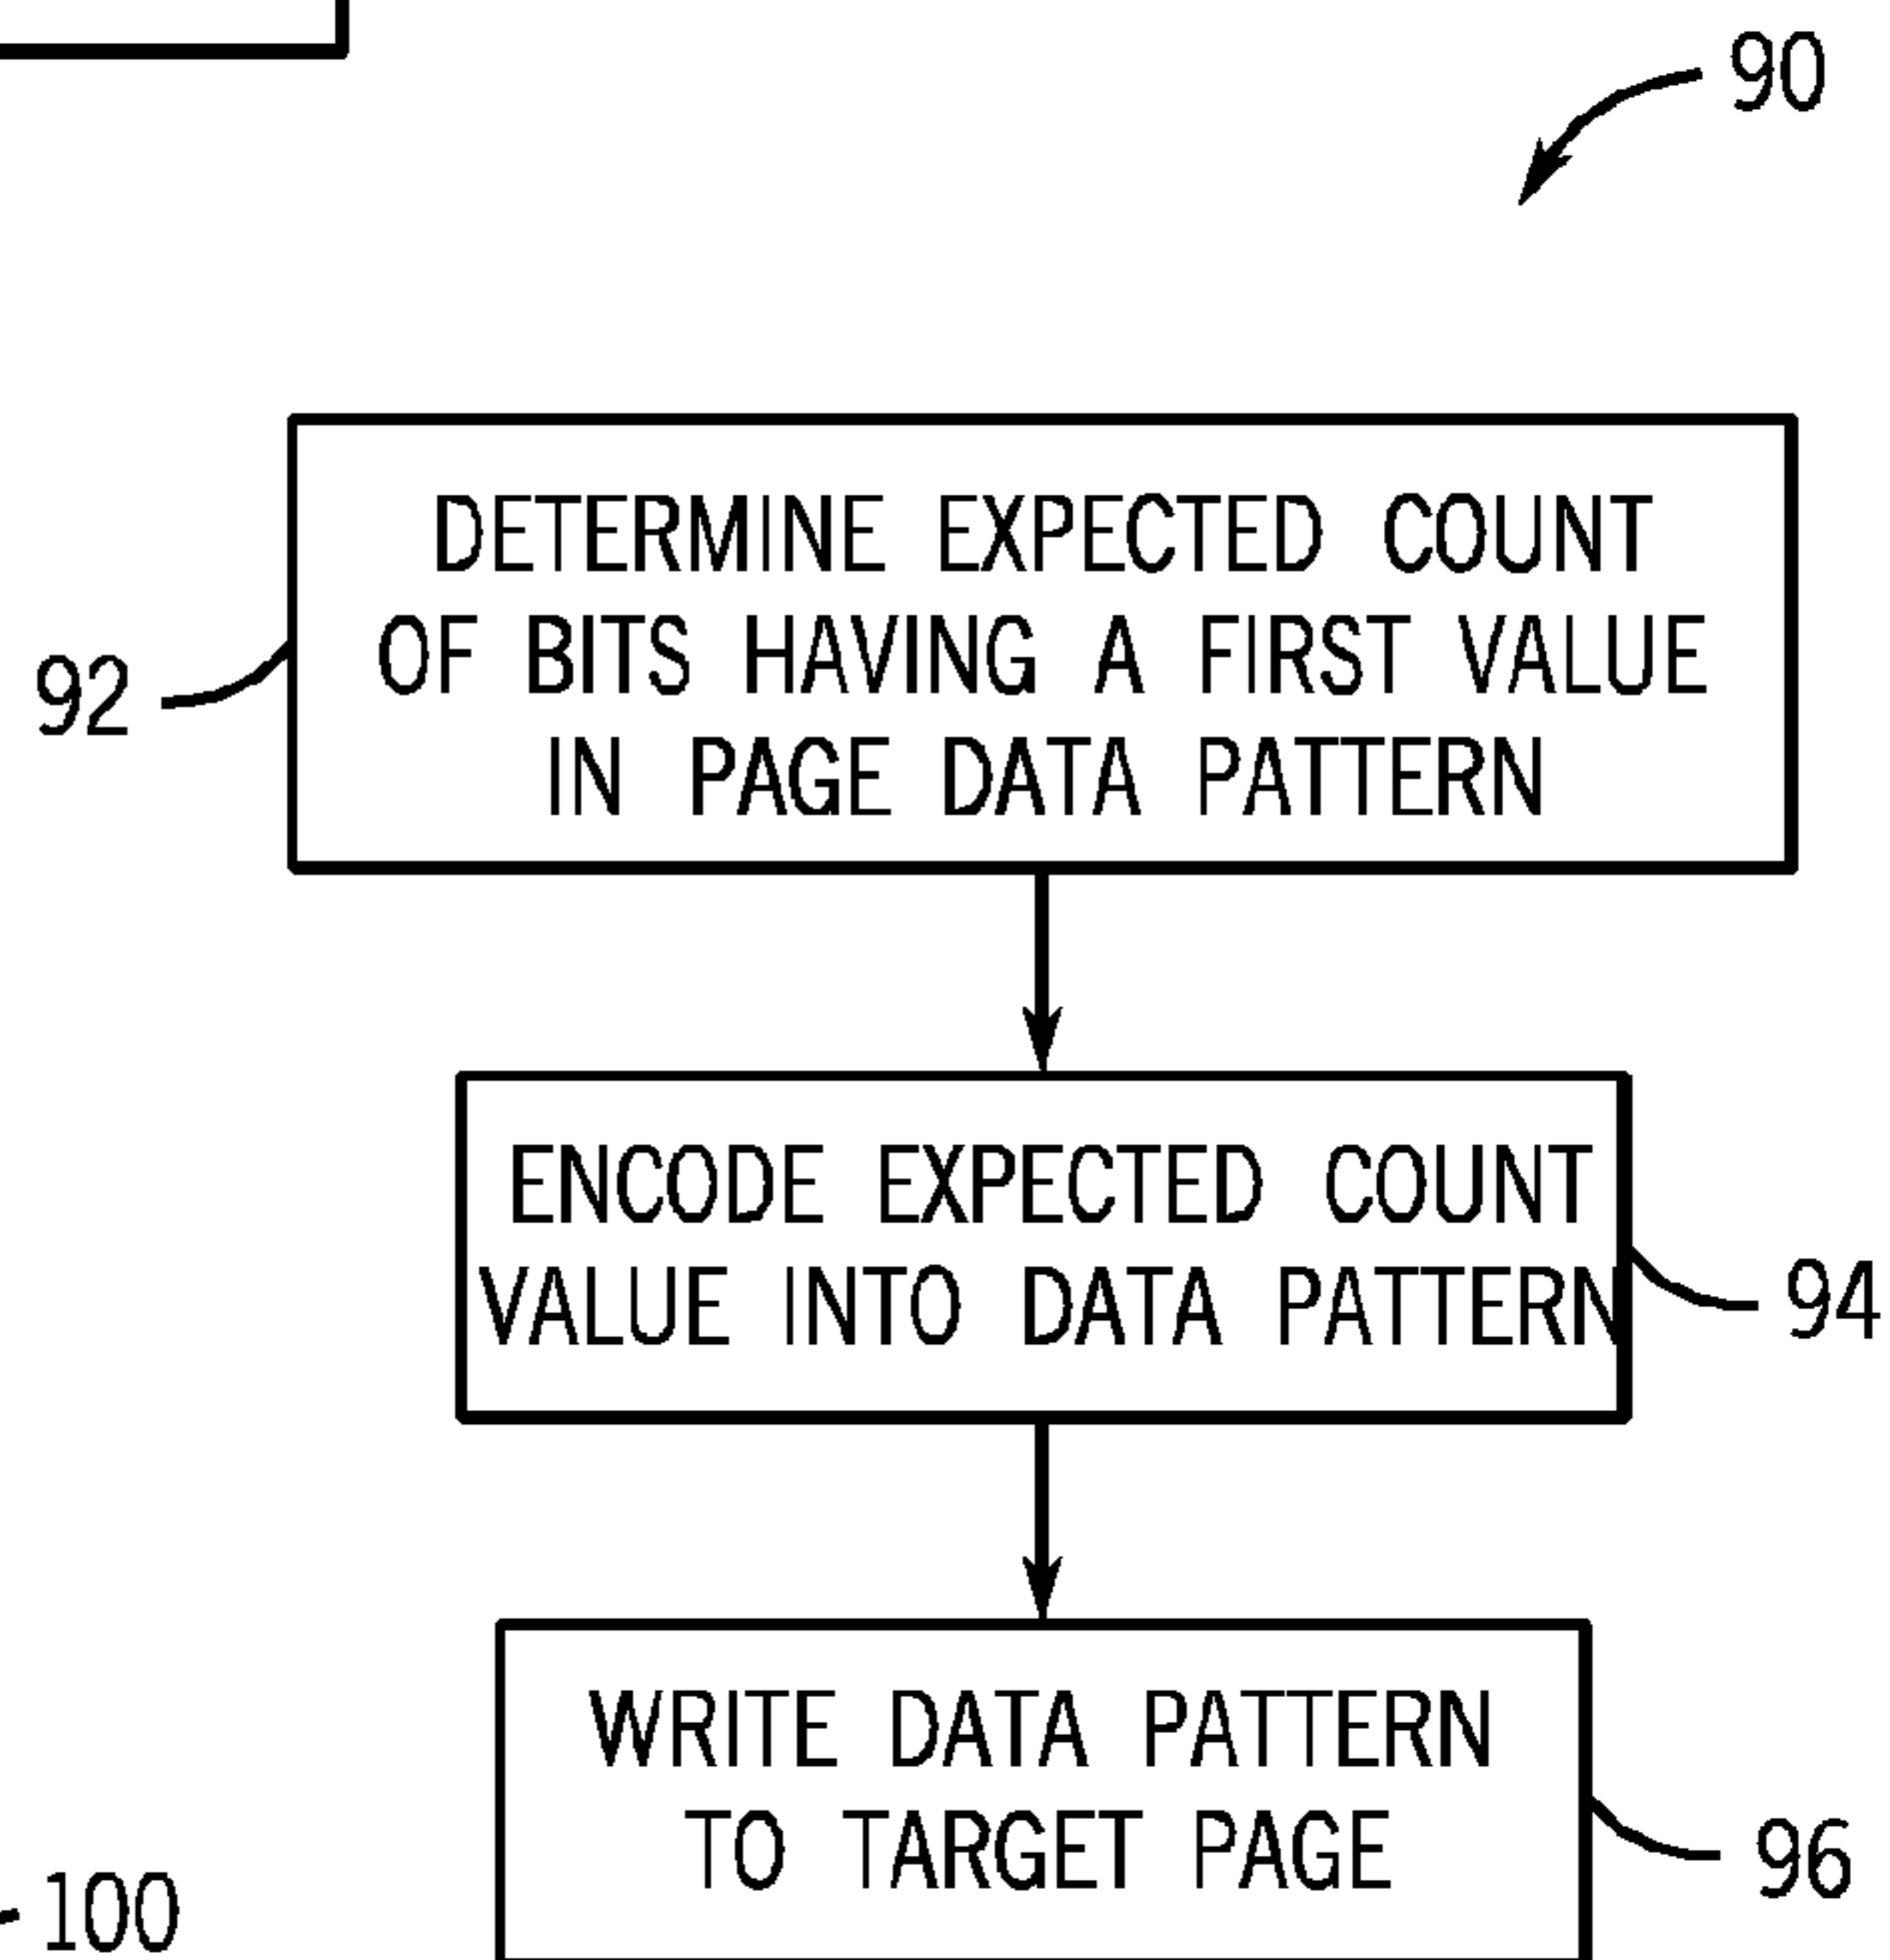 90
DETERMINE EXPECTED COUNT
OF BITS HAVING A FIRST VALUE
IN PAGE DATA PATTERN
92
ENCODE EXPECTED COUNT
VALUE INTO DATA PATTERN
94
WRITE DATA PATTERN
TO TARGET PAGE
96
100